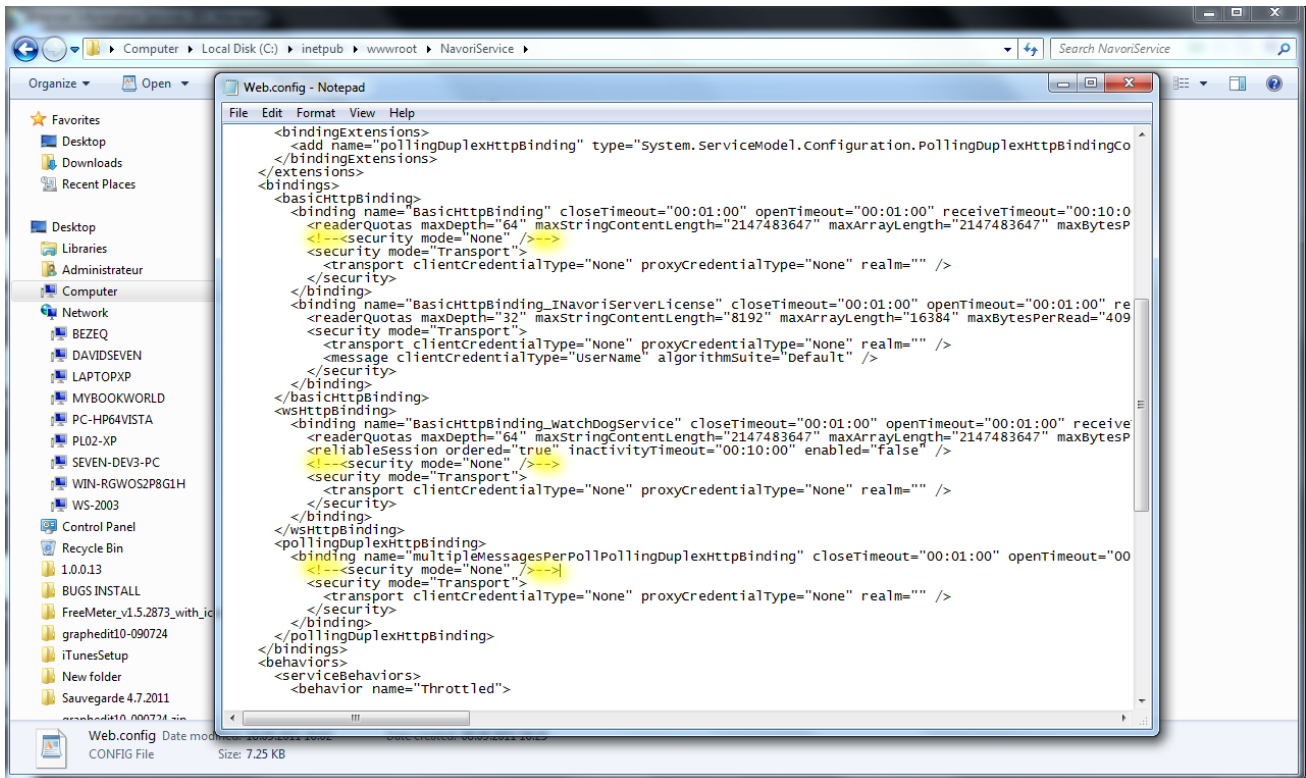 Computer ▸ Local Disk (C:) ▸ inetpub ▸ wwwroot ▸ NavoriService ▸
Search NavoriService
Organize
Open
Favorites
Desktop
Downloads
Recent Places
Desktop
Libraries
Administrateur
Computer
Network
BEZEQ
DAVIDSEVEN
LAPTOPXP
MYBOOKWORLD
PC-HP64VISTA
PL02-XP
SEVEN-DEV3-PC
WIN-RGWOS2P8G1H
WS-2003
Control Panel
Recycle Bin
1.0.0.13
BUGS INSTALL
FreeMeter_v1.5.2873_with_ic
graphedit10-090724
iTunesSetup
New folder
Sauvegarde 4.7.2011
graphedit10_090724.zip
Web.config - Notepad
File Edit Format View Help
<bindingExtensions>
<add name="pollingDuplexHttpBinding" type="System.ServiceModel.Configuration.PollingDuplexHttpBindingCo
</bindingExtensions>
</extensions>
<bindings>
<basicHttpBinding>
<binding name="BasicHttpBinding" closeTimeout="00:01:00" openTimeout="00:01:00" receiveTimeout="00:10:0
<readerQuotas maxDepth="64" maxStringContentLength="2147483647" maxArrayLength="2147483647" maxBytesP
<!--<security mode="None" />-->
<security mode="Transport">
<transport clientCredentialType="None" proxyCredentialType="None" realm="" />
</security>
</binding>
<binding name="BasicHttpBinding_INavoriServerLicense" closeTimeout="00:01:00" openTimeout="00:01:00" re
<readerQuotas maxDepth="32" maxStringContentLength="8192" maxArrayLength="16384" maxBytesPerRead="409
<security mode="Transport">
<transport clientCredentialType="None" proxyCredentialType="None" realm="" />
<message clientCredentialType="UserName" algorithmSuite="Default" />
</security>
</binding>
</basicHttpBinding>
<wsHttpBinding>
<binding name="BasicHttpBinding_WatchDogService" closeTimeout="00:01:00" openTimeout="00:01:00" receive
<readerQuotas maxDepth="64" maxStringContentLength="2147483647" maxArrayLength="2147483647" maxBytesP
<reliableSession ordered="true" inactivityTimeout="00:10:00" enabled="false" />
<!--<security mode="None" />-->
<security mode="Transport">
<transport clientCredentialType="None" proxyCredentialType="None" realm="" />
</security>
</binding>
</wsHttpBinding>
<pollingDuplexHttpBinding>
<binding name="multipleMessagesPerPollPollingDuplexHttpBinding" closeTimeout="00:01:00" openTimeout="00
<!--<security mode="None" />-->
<security mode="Transport">
<transport clientCredentialType="None" proxyCredentialType="None" realm="" />
</security>
</binding>
</pollingDuplexHttpBinding>
</bindings>
<behaviors>
<serviceBehaviors>
<behavior name="Throttled">
Web.config Date
CONFIG File Size: 7.25 KB